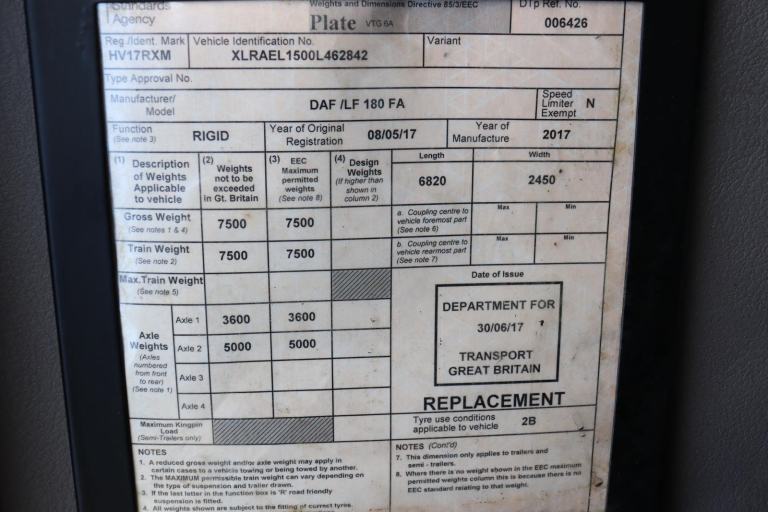 Standards Weights and Dimensions Directive 85/3/EEC DTp Ref. No.
Agency Plate VTG 6A 006426
Reg./Ident. Mark Vehicle Identification No. Variant
HV17RXM XLRAEL1500L462842
Type Approval No.
Manufacturer/ Model DAF /LF 180 FA Speed Limiter Exempt N
Function (See note 3) RIGID Year of Original Registration 08/05/17 Year of Manufacture 2017
(1) Description of Weights Applicable to vehicle
(2) Weights not to be exceeded in Gt. Britain
(3) EEC Maximum permitted weights (See note 8)
(4) Design Weights (If higher than shown in column 2)
Length Width
6820 2450
Gross Weight (See notes 1 & 4) 7500 7500
a. Coupling centre to vehicle foremost part (See note 6) Max Min
Train Weight (See note 2) 7500 7500
b. Coupling centre to vehicle rearmost part (See note 7) Max Min
Max.Train Weight (See note 5)
Date of Issue
Axle Weights (Axles numbered from front to rear) (See note 1)
Axle 1 3600 3600
Axle 2 5000 5000
Axle 3
Axle 4
DEPARTMENT FOR
30/06/17
TRANSPORT
GREAT BRITAIN
REPLACEMENT
Maximum Kingpin Load (Semi-Trailers only)
Tyre use conditions applicable to vehicle 2B
NOTES
1. A reduced gross weight and/or axle weight may apply in
certain cases to a vehicle towing or being towed by another.
2. The MAXIMUM permissible train weight can vary depending on
the type of suspension and trailer drawn.
3. If the last letter in the function box is 'R' road friendly
suspension is fitted.
4. All weights shown are subject to the fitting of correct tyres.
NOTES (Cont'd)
7. This dimension only applies to trailers and
semi - trailers.
8. Where there is no weight shown in the EEC maximum
permitted weights column this is because there is no
EEC standard relating to that weight.